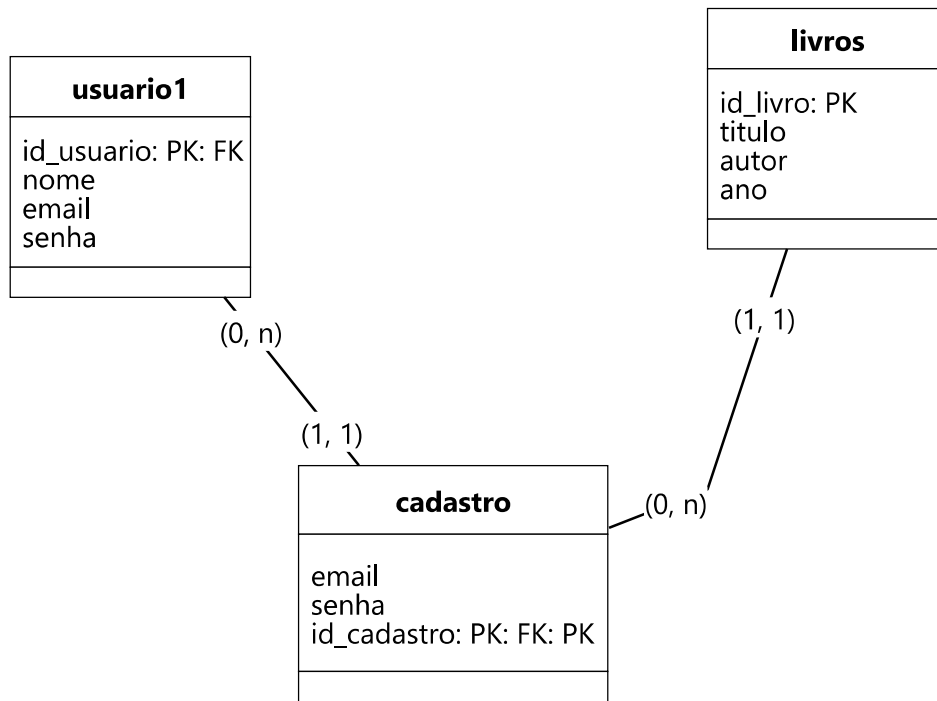 usuario1
id_usuario: PK: FK
nome
email
senha
livros
id_livro: PK
titulo
autor
ano
(0, n)
(1, 1)
(1, 1)
(0, n)
cadastro
email
senha
id_cadastro: PK: FK: PK